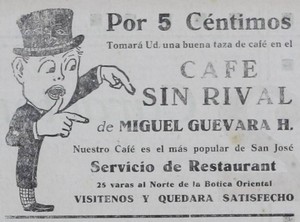 Por 5 Céntimos
Tomará Ud. una buena taza de café en el
CAFE
SIN RIVAL
de MIGUEL GUEVARA H.
Nuestro Café es el más popular de San José
Servicio de Restaurant
25 varas al Norte de la Botica Oriental
VISITENOS Y QUEDARA SATISFECHO